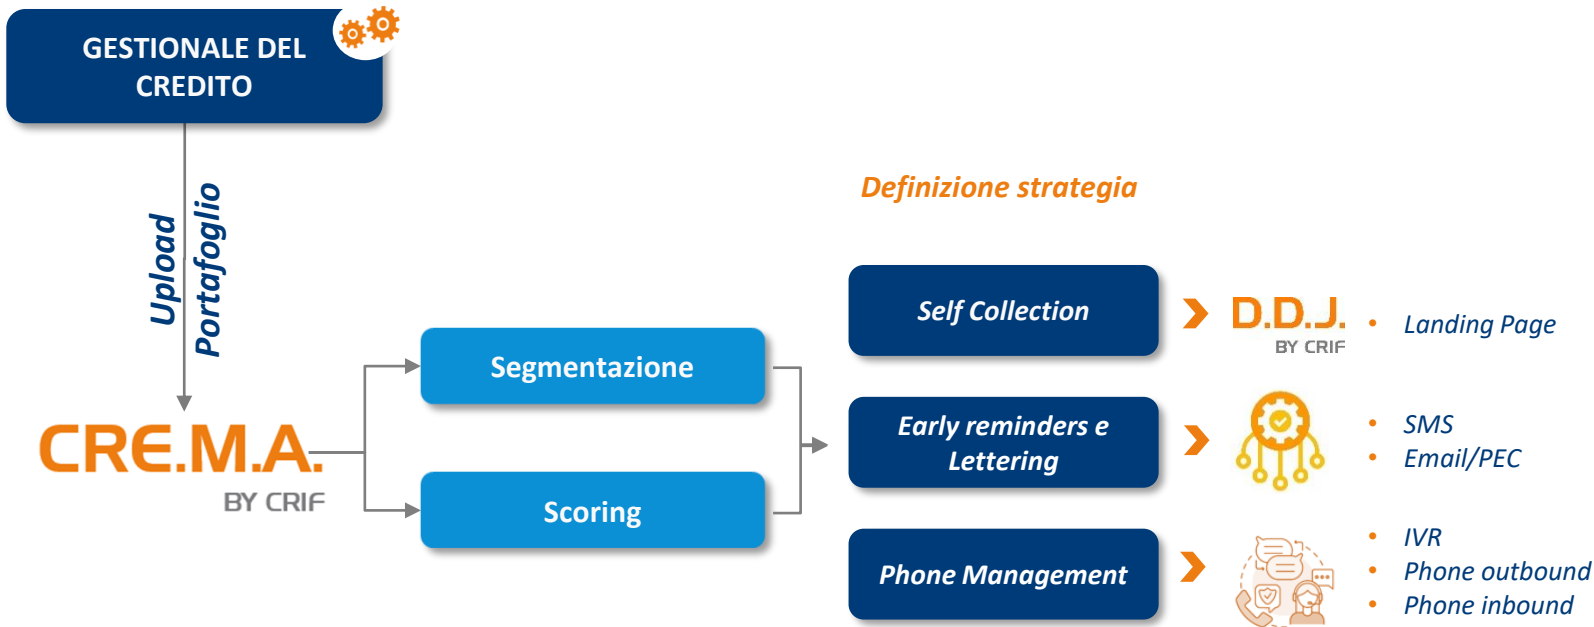 GESTIONALE DEL
CREDITO
Upload
Portafoglio
CRE.M.A.
BY CRIF
Segmentazione
Scoring
Definizione strategia
Self Collection
D.D.J.
BY CRIF
• Landing Page
Early reminders e
Lettering
• SMS
• Email/PEC
Phone Management
• IVR
• Phone outbound
• Phone inbound